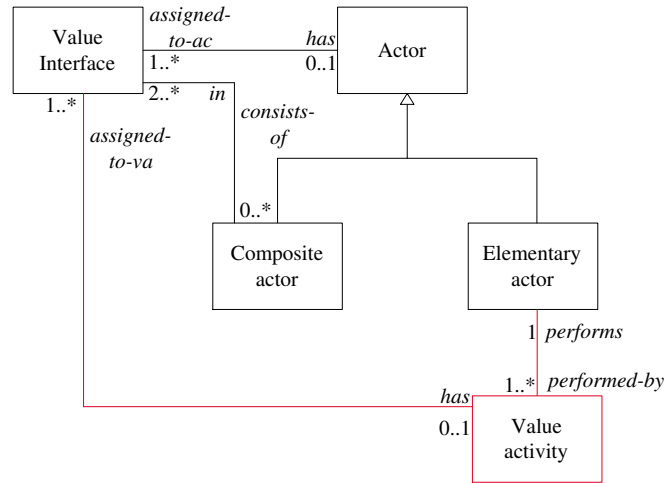 assigned-
to-ac
Value
Interface
has
Actor
1..*
0..1
2..*
in
1..*
consists-
of
assigned-
to-va
0..*
Composite
actor
Elementary
actor
1
performs
1..*
performed-by
has
0..1
Value
activity